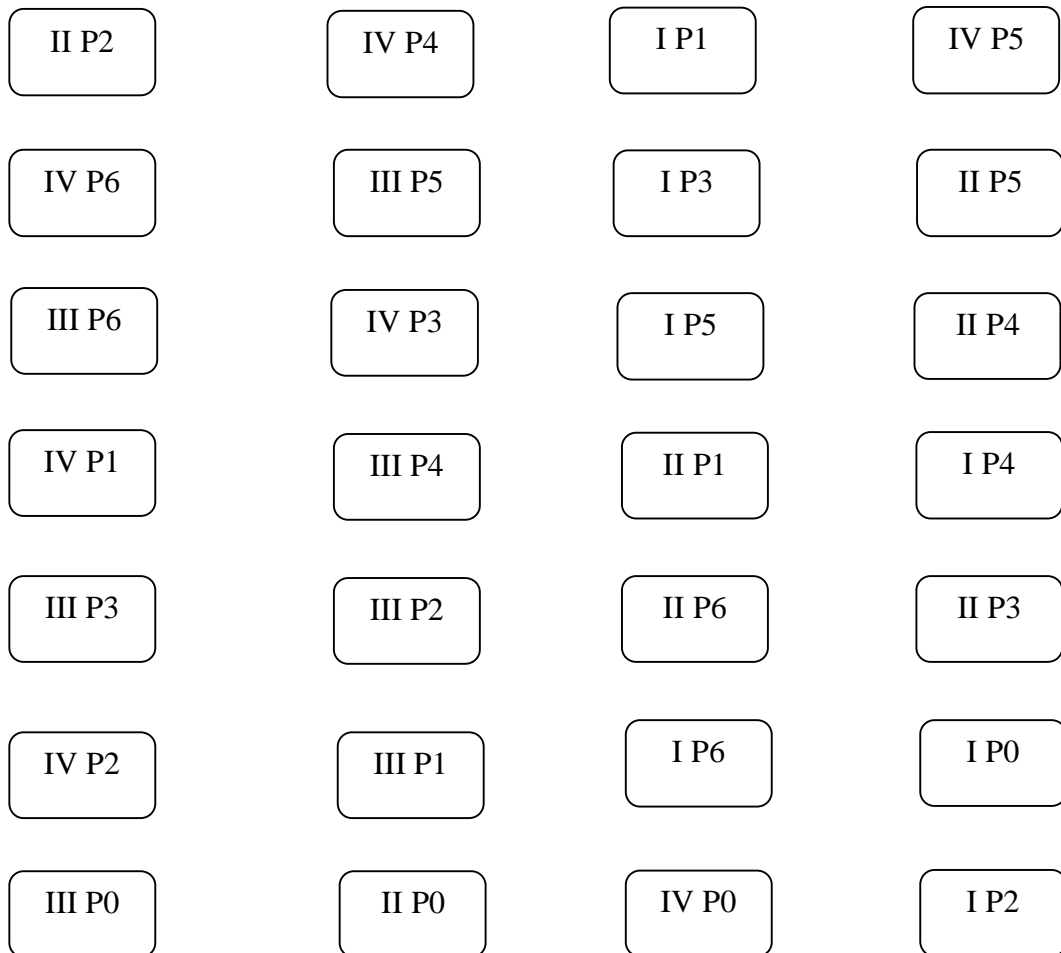 II P2 IV P4 I P1 IV P5
IV P6 III P5 I P3 II P5
III P6 IV P3 I P5 II P4
IV P1 III P4 II P1 I P4
III P3 III P2 II P6 II P3
IV P2 III P1 I P6 I P0
III P0 II P0 IV P0 I P2